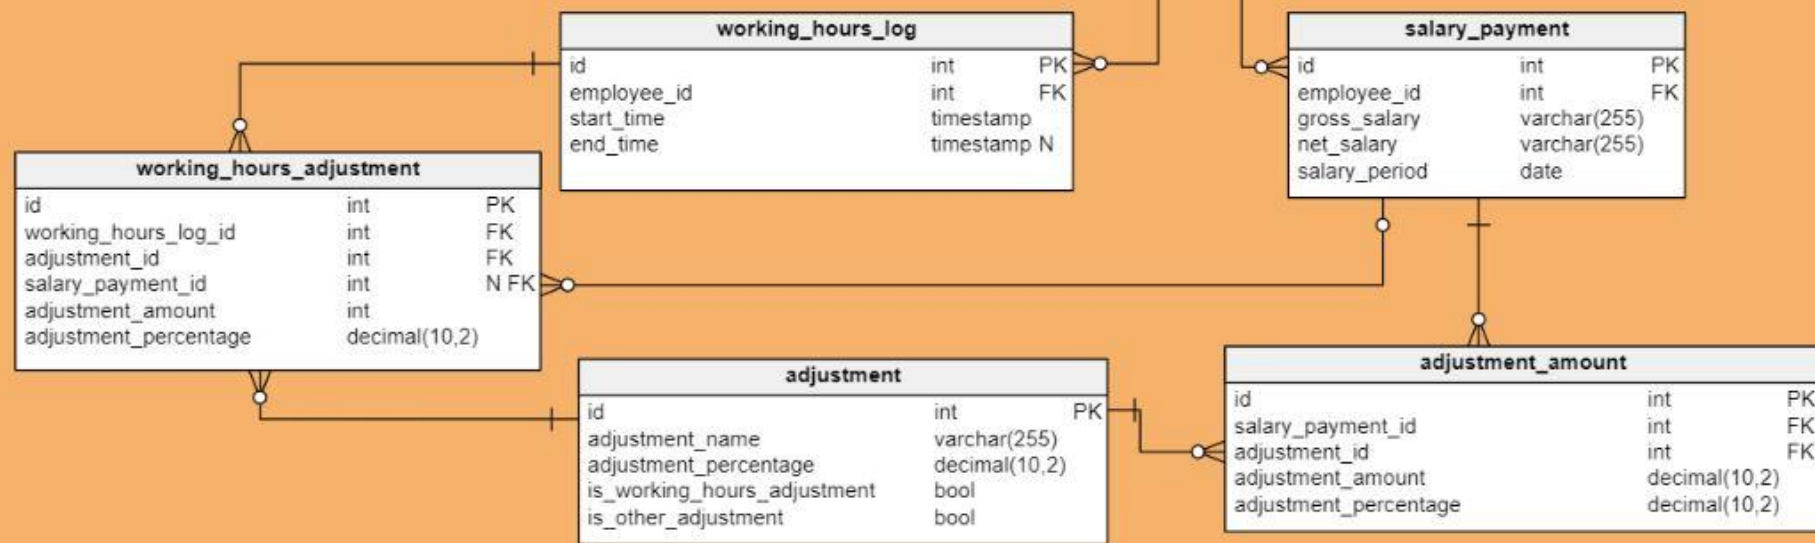 working_hours_log
id int PK
employee_id int FK
start_time timestamp
end_time timestamp N
salary_payment
id int PK
employee_id int FK
gross_salary varchar(255)
net_salary varchar(255)
salary_period date
working_hours_adjustment
id int PK
working_hours_log_id int FK
adjustment_id int FK
salary_payment_id int N FK
adjustment_amount int
adjustment_percentage decimal(10,2)
adjustment
id int PK
adjustment_name varchar(255)
adjustment_percentage decimal(10,2)
is_working_hours_adjustment bool
is_other_adjustment bool
adjustment_amount
id int PK
salary_payment_id int FK
adjustment_id int FK
adjustment_amount decimal(10,2)
adjustment_percentage decimal(10,2)